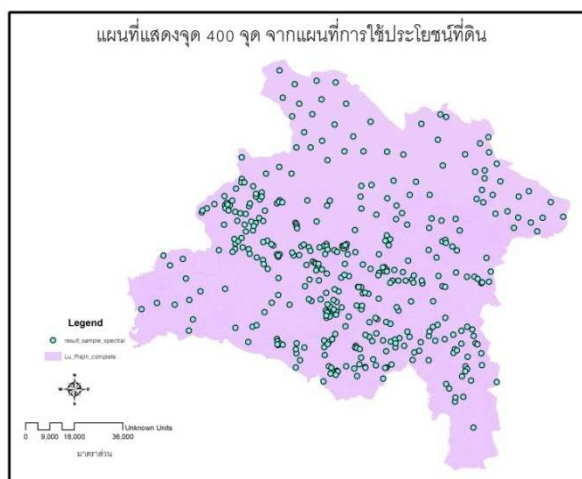 แผนที่แสดงจุด 400 จุด จากแผนที่การใช้ประโยชน์ที่ดิน
Legend
result_sample_spectral
Lu_Prajin_complete
N
W E
S
Unknown Units
0 9,000 18,000 36,000
มาตราส่วน